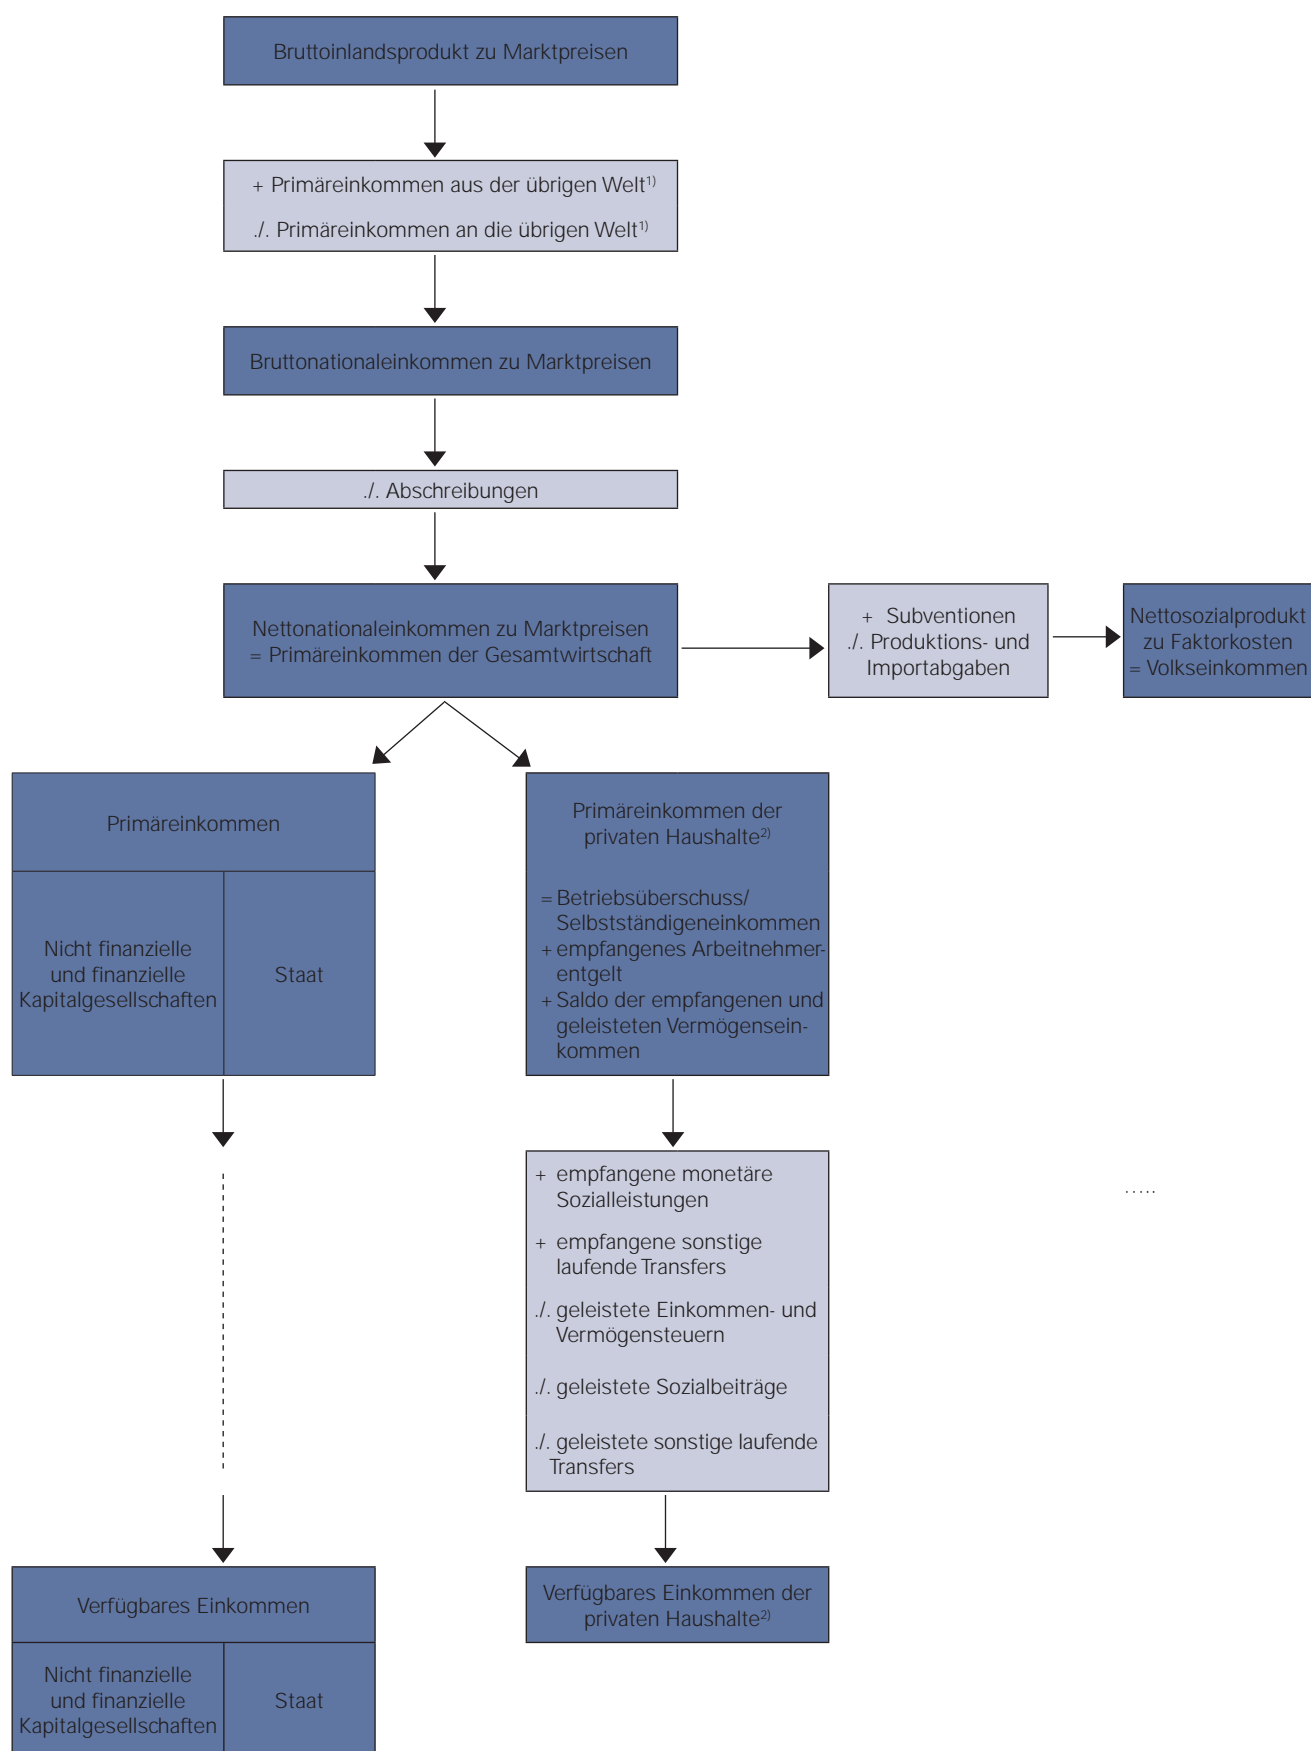 Bruttoinlandsprodukt zu Marktpreisen
+ Primäreinkommen aus der übrigen Welt1)
./. Primäreinkommen an die übrigen Welt1)
Bruttonationaleinkommen zu Marktpreisen
./. Abschreibungen
Nettonationaleinkommen zu Marktpreisen
= Primäreinkommen der Gesamtwirtschaft
+ Subventionen
./. Produktions- und
Importabgaben
Nettosozialprodukt
zu Faktorkosten
= Volkseinkommen
Primäreinkommen
Nicht finanzielle
und finanzielle
Kapitalgesellschaften
Staat
Primäreinkommen der
privaten Haushalte2)
= Betriebsüberschuss/
Selbstständigeneinkommen
+ empfangenes Arbeitnehmer-
entgelt
+ Saldo der empfangenen und
geleisteten Vermögensein-
kommen
+ empfangene monetäre
Sozialleistungen
+ empfangene sonstige
laufende Transfers
./. geleistete Einkommen- und
Vermögensteuern
./. geleistete Sozialbeiträge
./. geleistete sonstige laufende
Transfers
.....
Verfügbares Einkommen
Nicht finanzielle
und finanzielle
Kapitalgesellschaften
Staat
Verfügbares Einkommen der
privaten Haushalte2)